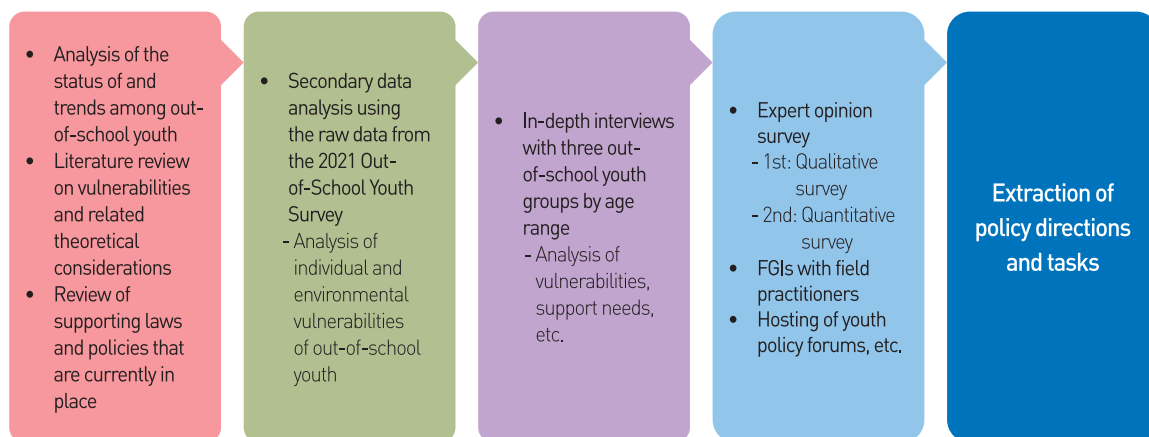 • Analysis of the
status of and
trends among out-
of-school youth
• Literature review
on vulnerabilities
and related
theoretical
considerations
• Review of
supporting laws
and policies that
are currently in
place
• Secondary data
analysis using
the raw data from
the 2021 Out-
of-School Youth
Survey
- Analysis of
individual and
environmental
vulnerabilities
of out-of-school
youth
• In-depth interviews
with three out-
of-school youth
groups by age
range
- Analysis of
vulnerabilities,
support needs,
etc.
• Expert opinion
survey
- 1st: Qualitative
survey
- 2nd: Quantitative
survey
• FGIs with field
practitioners
• Hosting of youth
policy forums, etc.
Extraction of
policy directions
and tasks